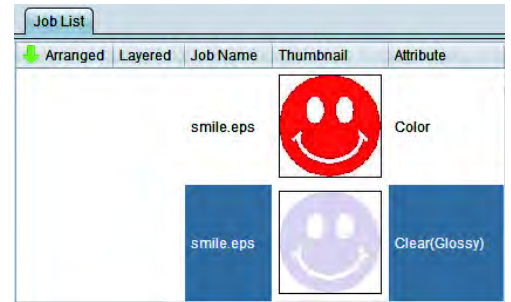 Job List
Arranged Layered Job Name Thumbnail Attribute
smile.eps Color
smile.eps Clear(Glossy)